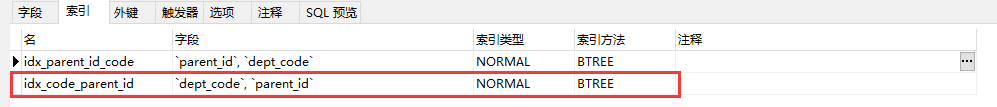 字段 索引 外键 触发器 选项 注释 SQL 预览
名 字段 索引类型 索引方法 注释
idx_parent_id_code `parent_id`, `dept_code` NORMAL BTREE ...
idx_code_parent_id `dept_code`, `parent_id` NORMAL BTREE